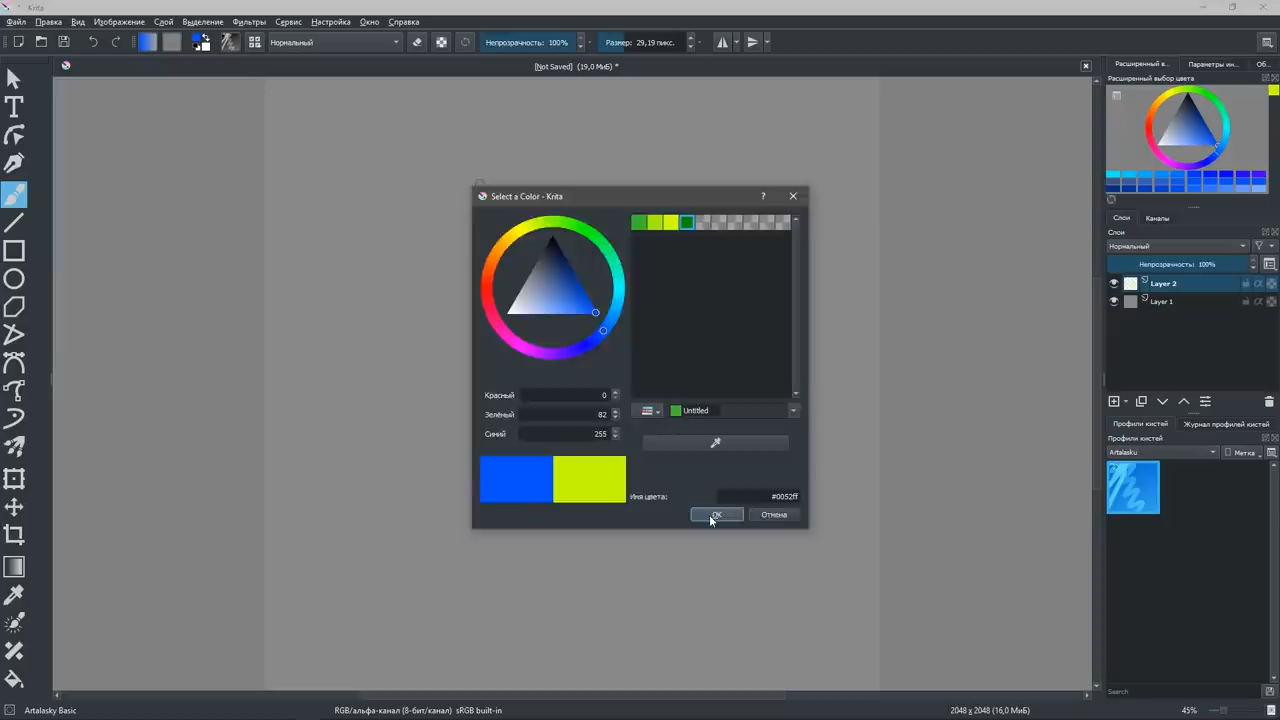 Krita
Файл Правка Вид Изображение Слой Выделение Фильтры Сервис Настройка Окно Справка
Нормальный
Непрозрачность: 100%
Размер: 29,19 пикс.
[Not Saved] (19,0 МиБ) *
Расширенный в... Параметры ин... Об...
Расширенный выбор цвета
Select a Color - Krita
?
Красный 0
Зелёный 82
Синий 255
Untitled
Имя цвета: #0052ff
OK Отмена
Слои Каналы
Слои
Нормальный
Непрозрачность: 100%
Layer 2
Layer 1
Профили кистей Журнал профилей кистей
Профили кистей
Artalasku Метка
Search
Artalasky Basic
RGB/альфа-канал (8-бит/канал) sRGB built-in
2048 x 2048 (16,0 МиБ)
45%